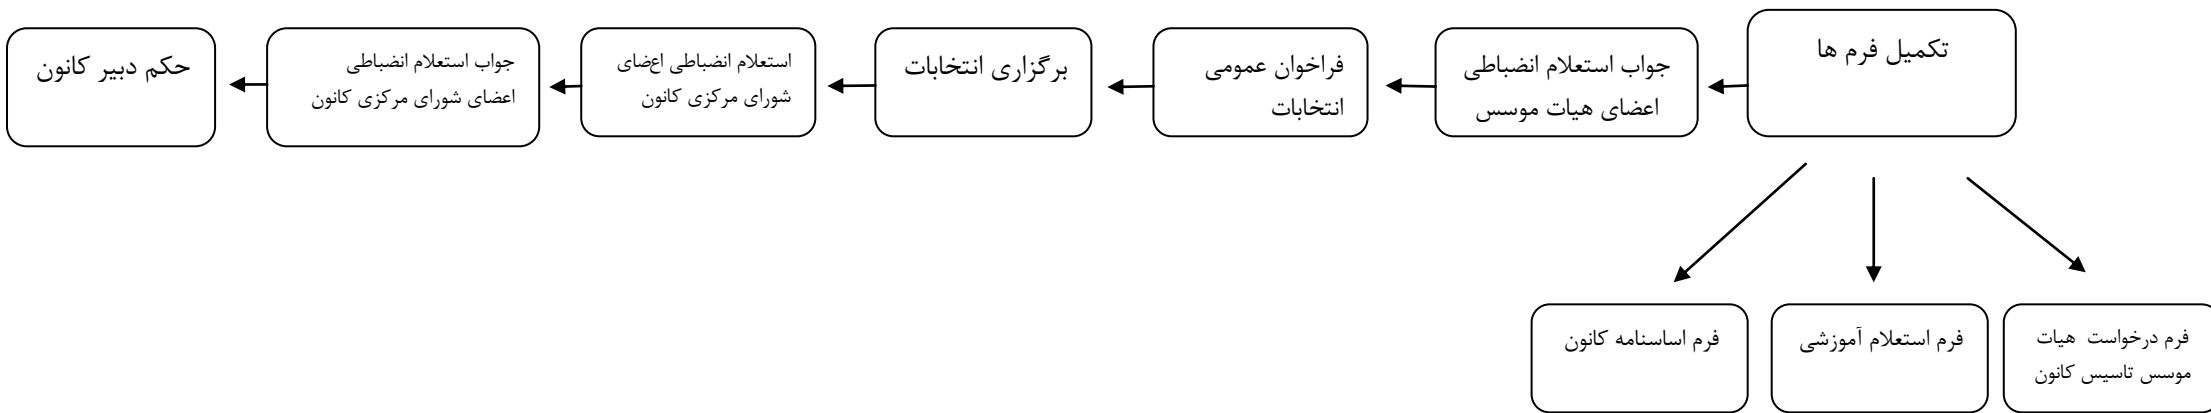 تکمیل فرم ها
جواب استعلام انضباطی
اعضای هیات موسس
فراخوان عمومی
انتخابات
برگزاری انتخابات
استعلام انضباطی اعضای
شورای مرکزی کانون
جواب استعلام انضباطی
اعضای شورای مرکزی کانون
حکم دبیر کانون
فرم درخواست هیات
موسس تاسیس کانون
فرم استعلام آموزشی
فرم اساسنامه کانون